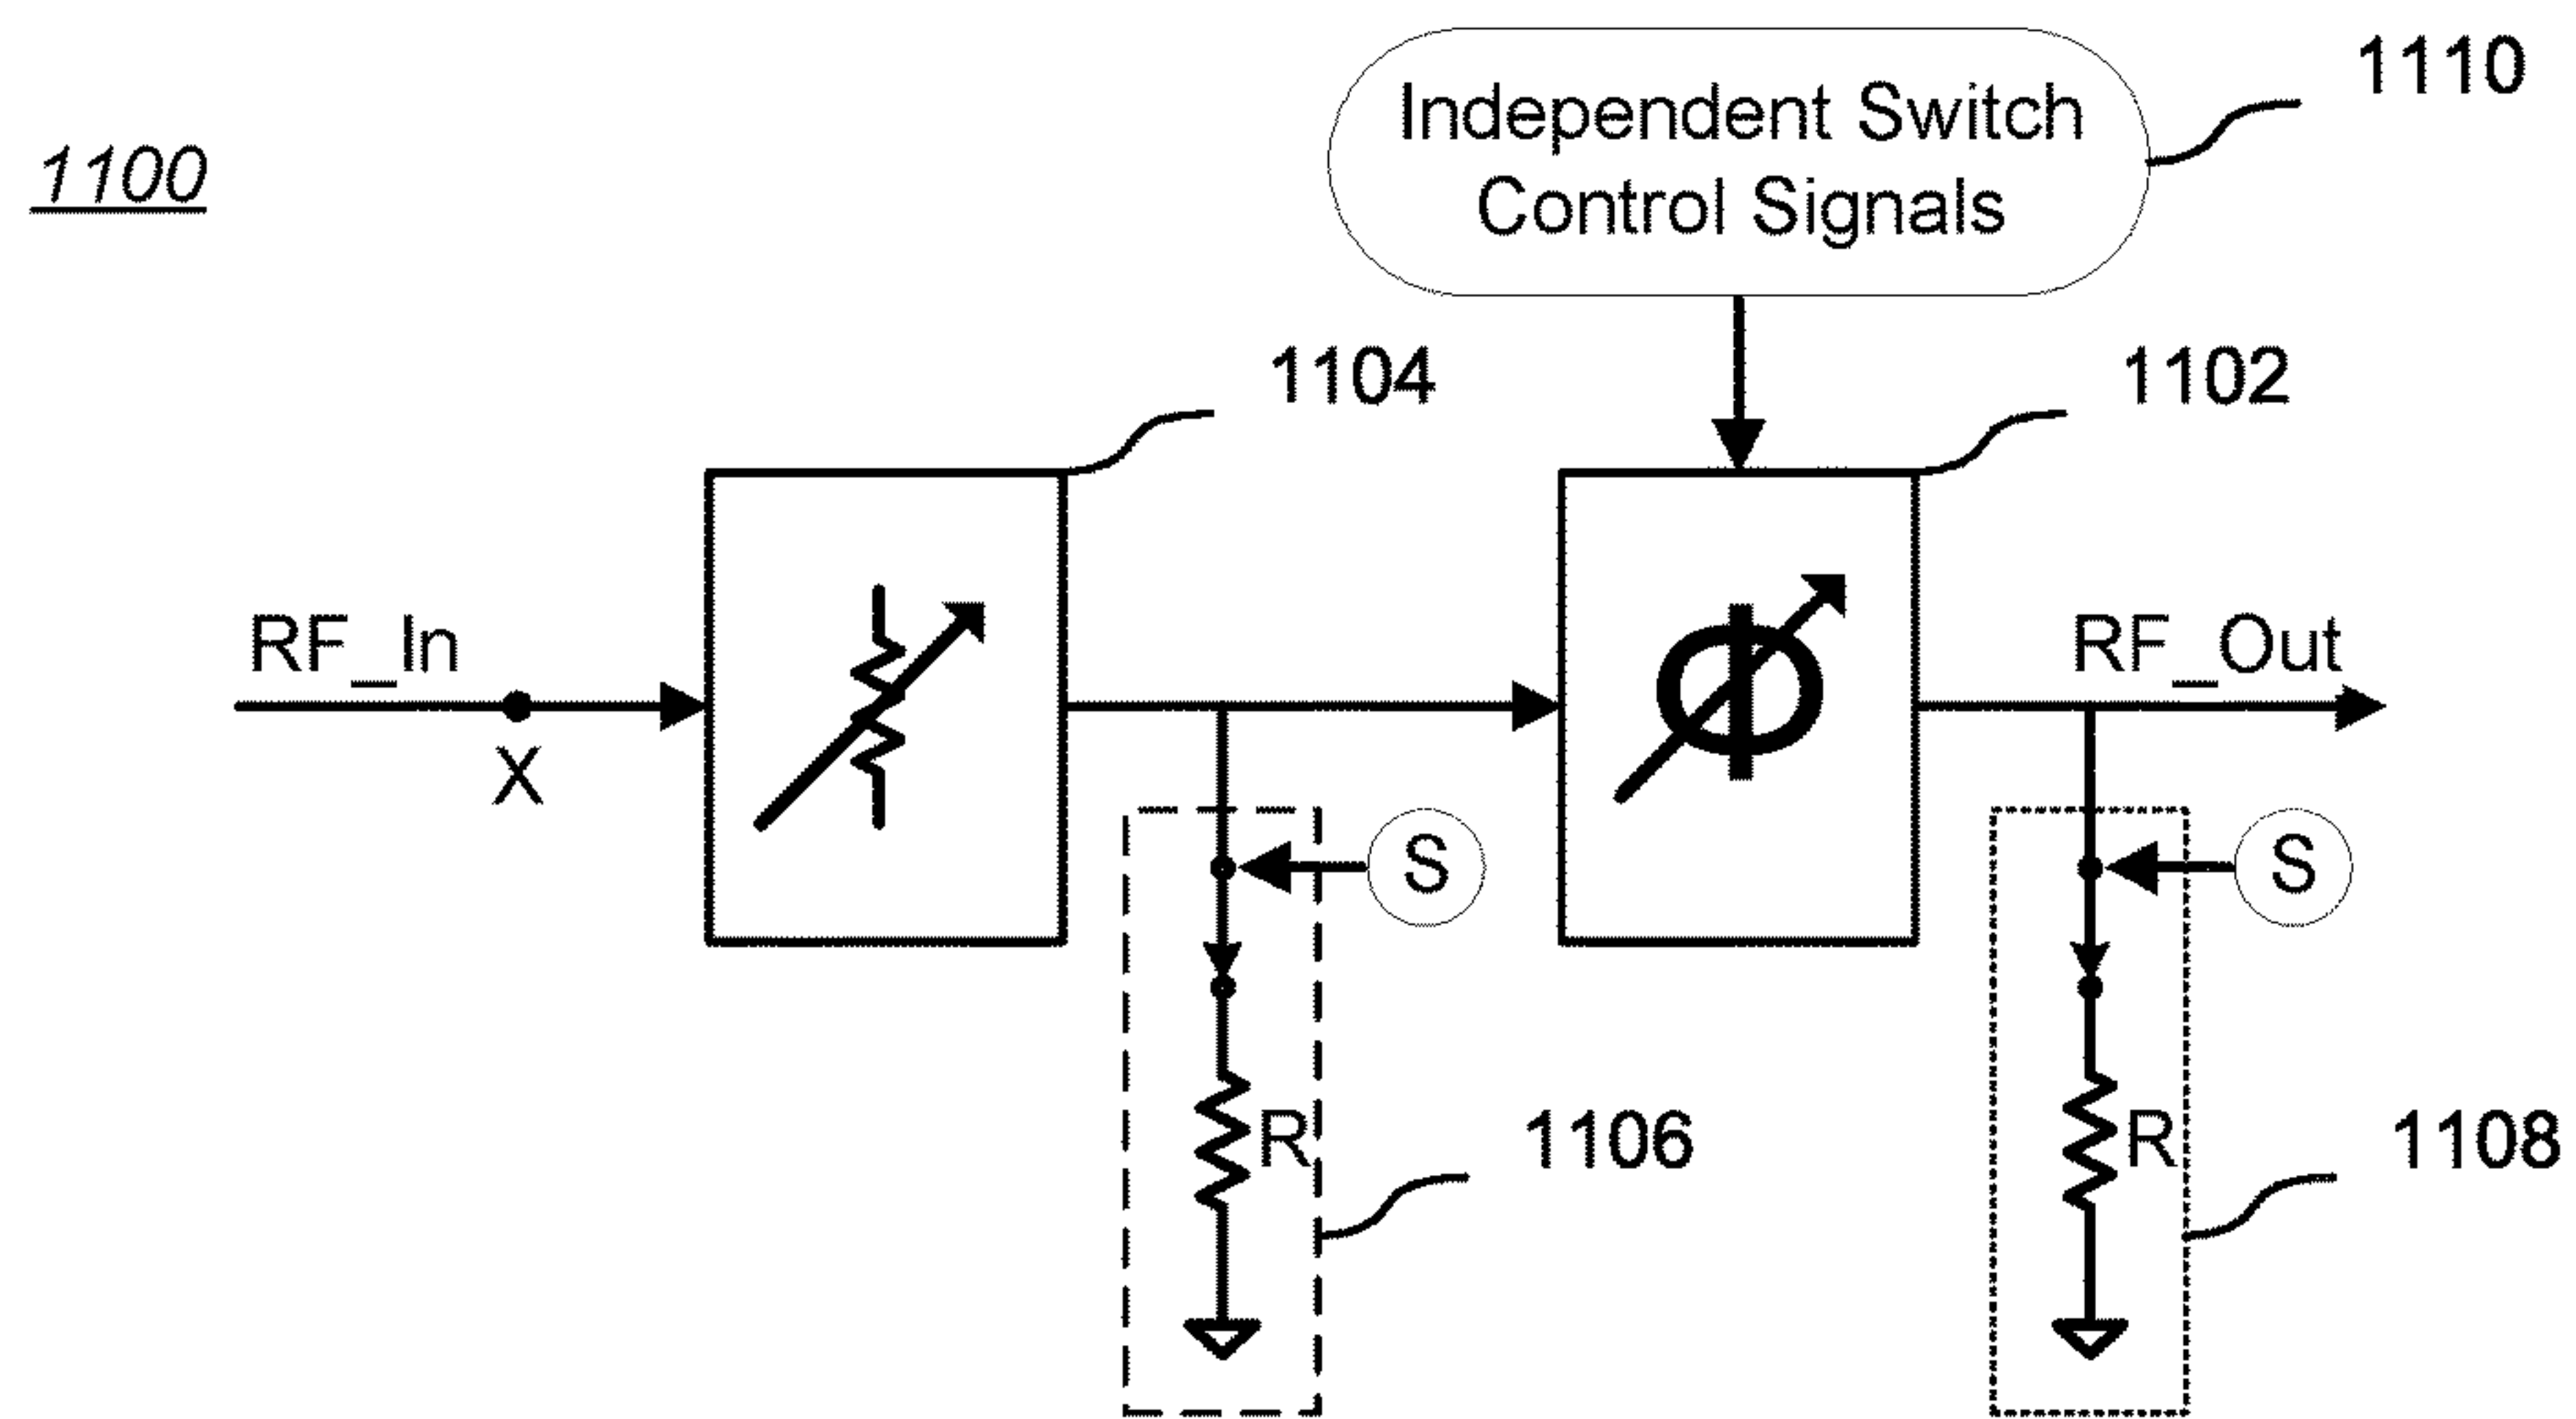 1110
Independent Switch
Control Signals
1100
1104
1102
RF_In
Φ
RF_Out
X
S
S
R
1106
R
1108